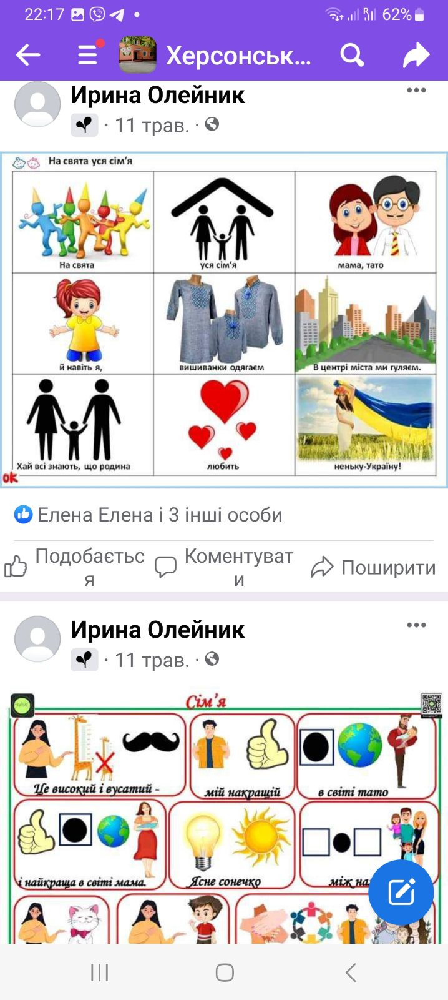 22:17
62%
Херсонськ...
Ирина Олейник
· 11 трав. ·
На свята уся сім'я
На свята
уся сім'я
мама, тато
й навіть я,
вишиванки одягаєм
В центрі міста ми гуляєм.
Хай всі знають, що родина
любить
неньку-Україну!
ok
Елена Елена і 3 інші особи
Подобаєтьс
я
Коментуват
и
Поширити
Ирина Олейник
· 11 трав. ·
Сім'я
Це високий і вусатий -
мій накращій
в світі тато
і найкраща в світі мама.
Ясне сонечко
між на